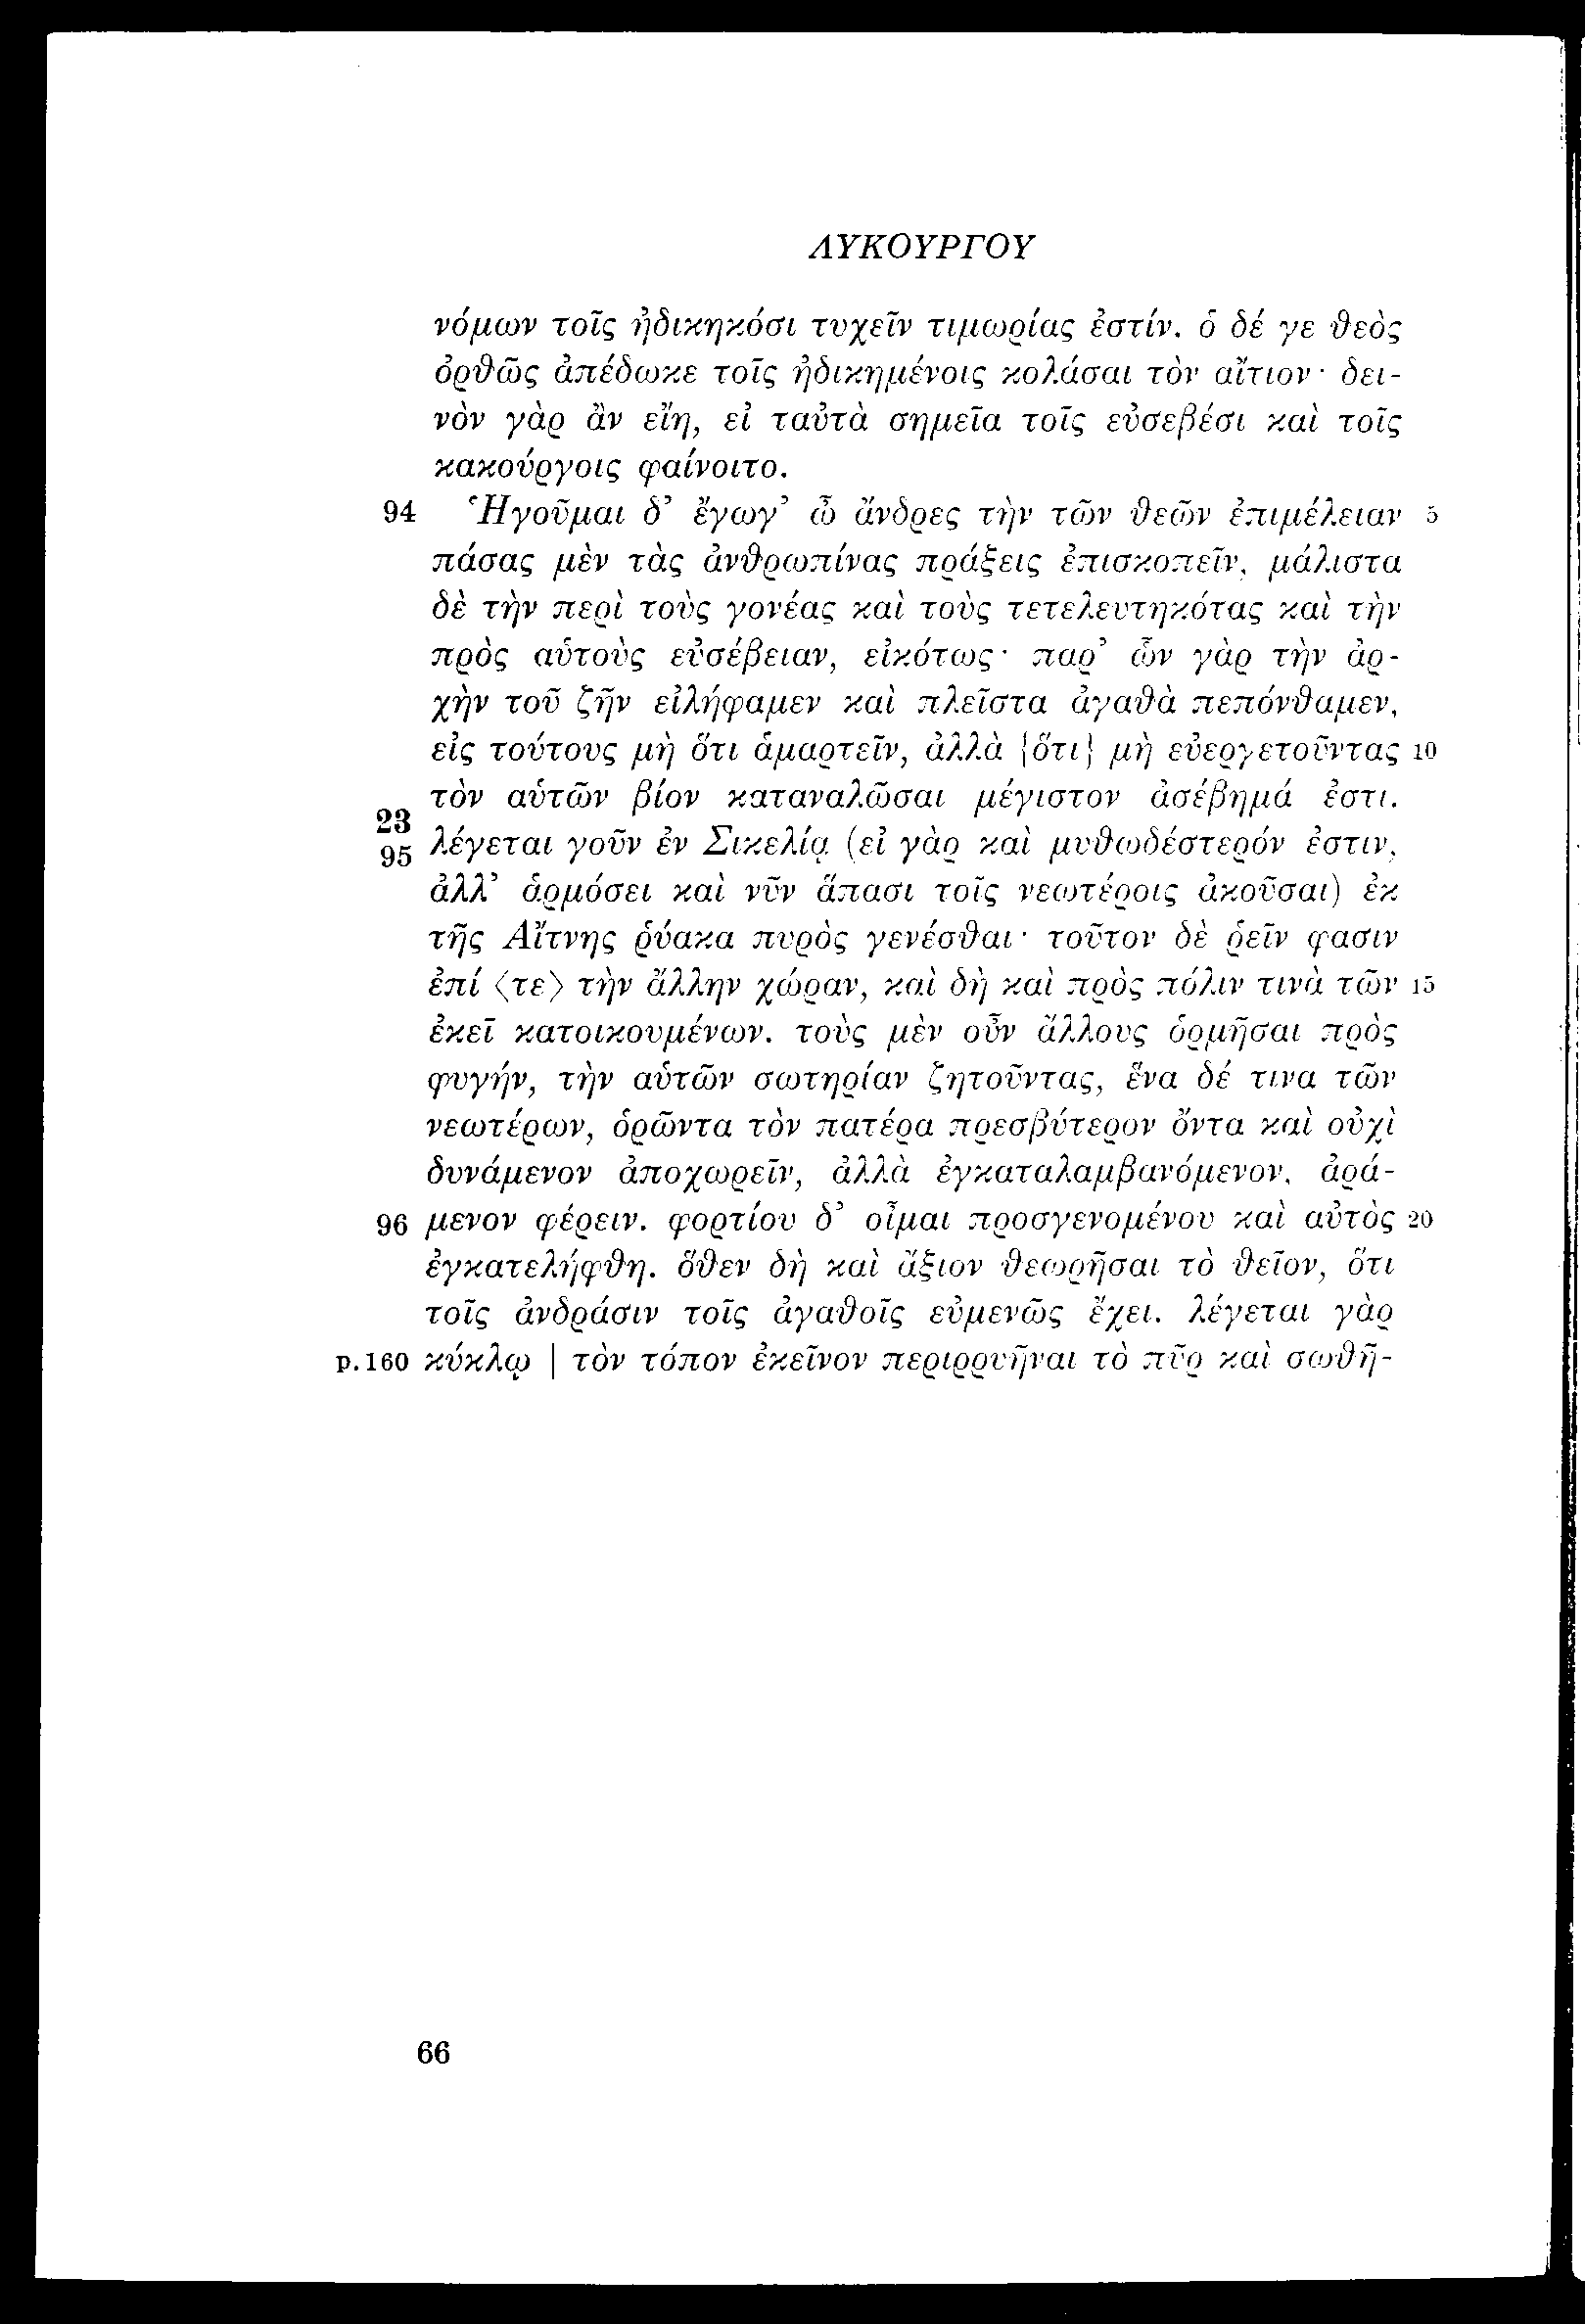 ΛΥΚΟΥΡΓΟΥ
νόμων τοῖς ἠδικηκόσι τυχεῖν τιμωρίας ἐστίν. ὁ δέ γε θεὸς
ὀρθῶς ἀπέδωκε τοῖς ἠδικημένοις κολάσαι τὸν αἴτιον· δει-
νὸν γὰρ ἂν εἴη, εἰ ταὐτὰ σημεῖα τοῖς εὐσεβέσι καὶ τοῖς
κακούργοις φαίνοιτο.
94 Ἡγοῦμαι δ’ ἔγωγ’ ὦ ἄνδρες τὴν τῶν θεῶν ἐπιμέλειαν 5
πάσας μὲν τὰς ἀνθρωπίνας πράξεις ἐπισκοπεῖν, μάλιστα
δὲ τὴν περὶ τοὺς γονέας καὶ τοὺς τετελευτηκότας καὶ τὴν
πρὸς αὑτοὺς εὐσέβειαν, εἰκότως· παρ’ ὧν γὰρ τὴν ἀρ-
χὴν τοῦ ζῆν εἰλήφαμεν καὶ πλεῖστα ἀγαθὰ πεπόνθαμεν,
εἰς τούτους μὴ ὅτι ἁμαρτεῖν, ἀλλὰ {ὅτι} μὴ εὐεργετοῦντας 10
τὸν αὑτῶν βίον καταναλῶσαι μέγιστον ἀσέβημά ἐστι.
23
95 λέγεται γοῦν ἐν Σικελίᾳ (εἰ γὰρ καὶ μυθωδέστερόν ἐστιν,
ἀλλ’ ἁρμόσει καὶ νῦν ἅπασι τοῖς νεωτέροις ἀκοῦσαι) ἐκ
τῆς Αἴτνης ῥύακα πυρὸς γενέσθαι· τοῦτον δὲ ῥεῖν φασιν
ἐπί ⟨τε⟩ τὴν ἄλλην χώραν, καὶ δὴ καὶ πρὸς πόλιν τινὰ τῶν 15
ἐκεῖ κατοικουμένων. τοὺς μὲν οὖν ἄλλους ὁρμῆσαι πρὸς
φυγήν, τὴν αὑτῶν σωτηρίαν ζητοῦντας, ἕνα δέ τινα τῶν
νεωτέρων, ὁρῶντα τὸν πατέρα πρεσβύτερον ὄντα καὶ οὐχὶ
δυνάμενον ἀποχωρεῖν, ἀλλὰ ἐγκαταλαμβανόμενον, ἀρά-
96 μενον φέρειν. φορτίου δ’ οἶμαι προσγενομένου καὶ αὐτὸς 20
ἐγκατελήφθη. ὅθεν δὴ καὶ ἄξιον θεωρῆσαι τὸ θεῖον, ὅτι
τοῖς ἀνδράσιν τοῖς ἀγαθοῖς εὐμενῶς ἔχει. λέγεται γὰρ
p.160 κύκλῳ | τὸν τόπον ἐκεῖνον περιρρυῆναι τὸ πῦρ καὶ σωθῆ-
66